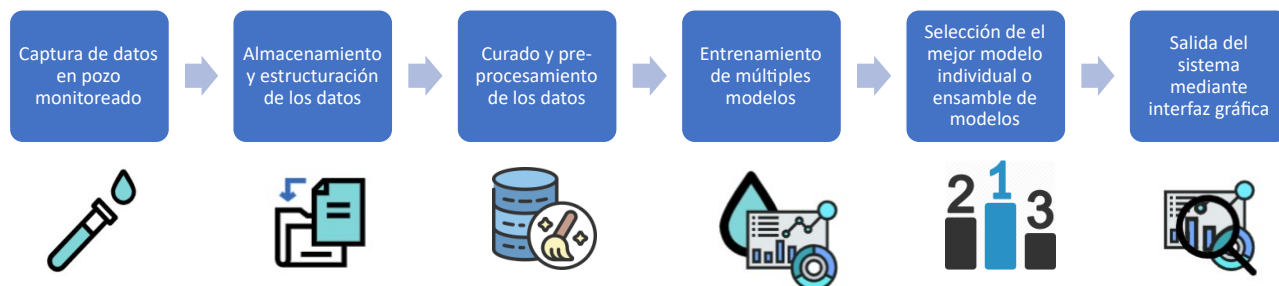 Captura de datos
en pozo
monitoreado
Almacenamiento
y estructuración
de los datos
Curado y pre-
procesamiento
de los datos
Entrenamiento
de múltiples
modelos
Selección de el
mejor modelo
individual o
ensamble de
modelos
Salida del
sistema
mediante
interfaz gráfica
2 1 3